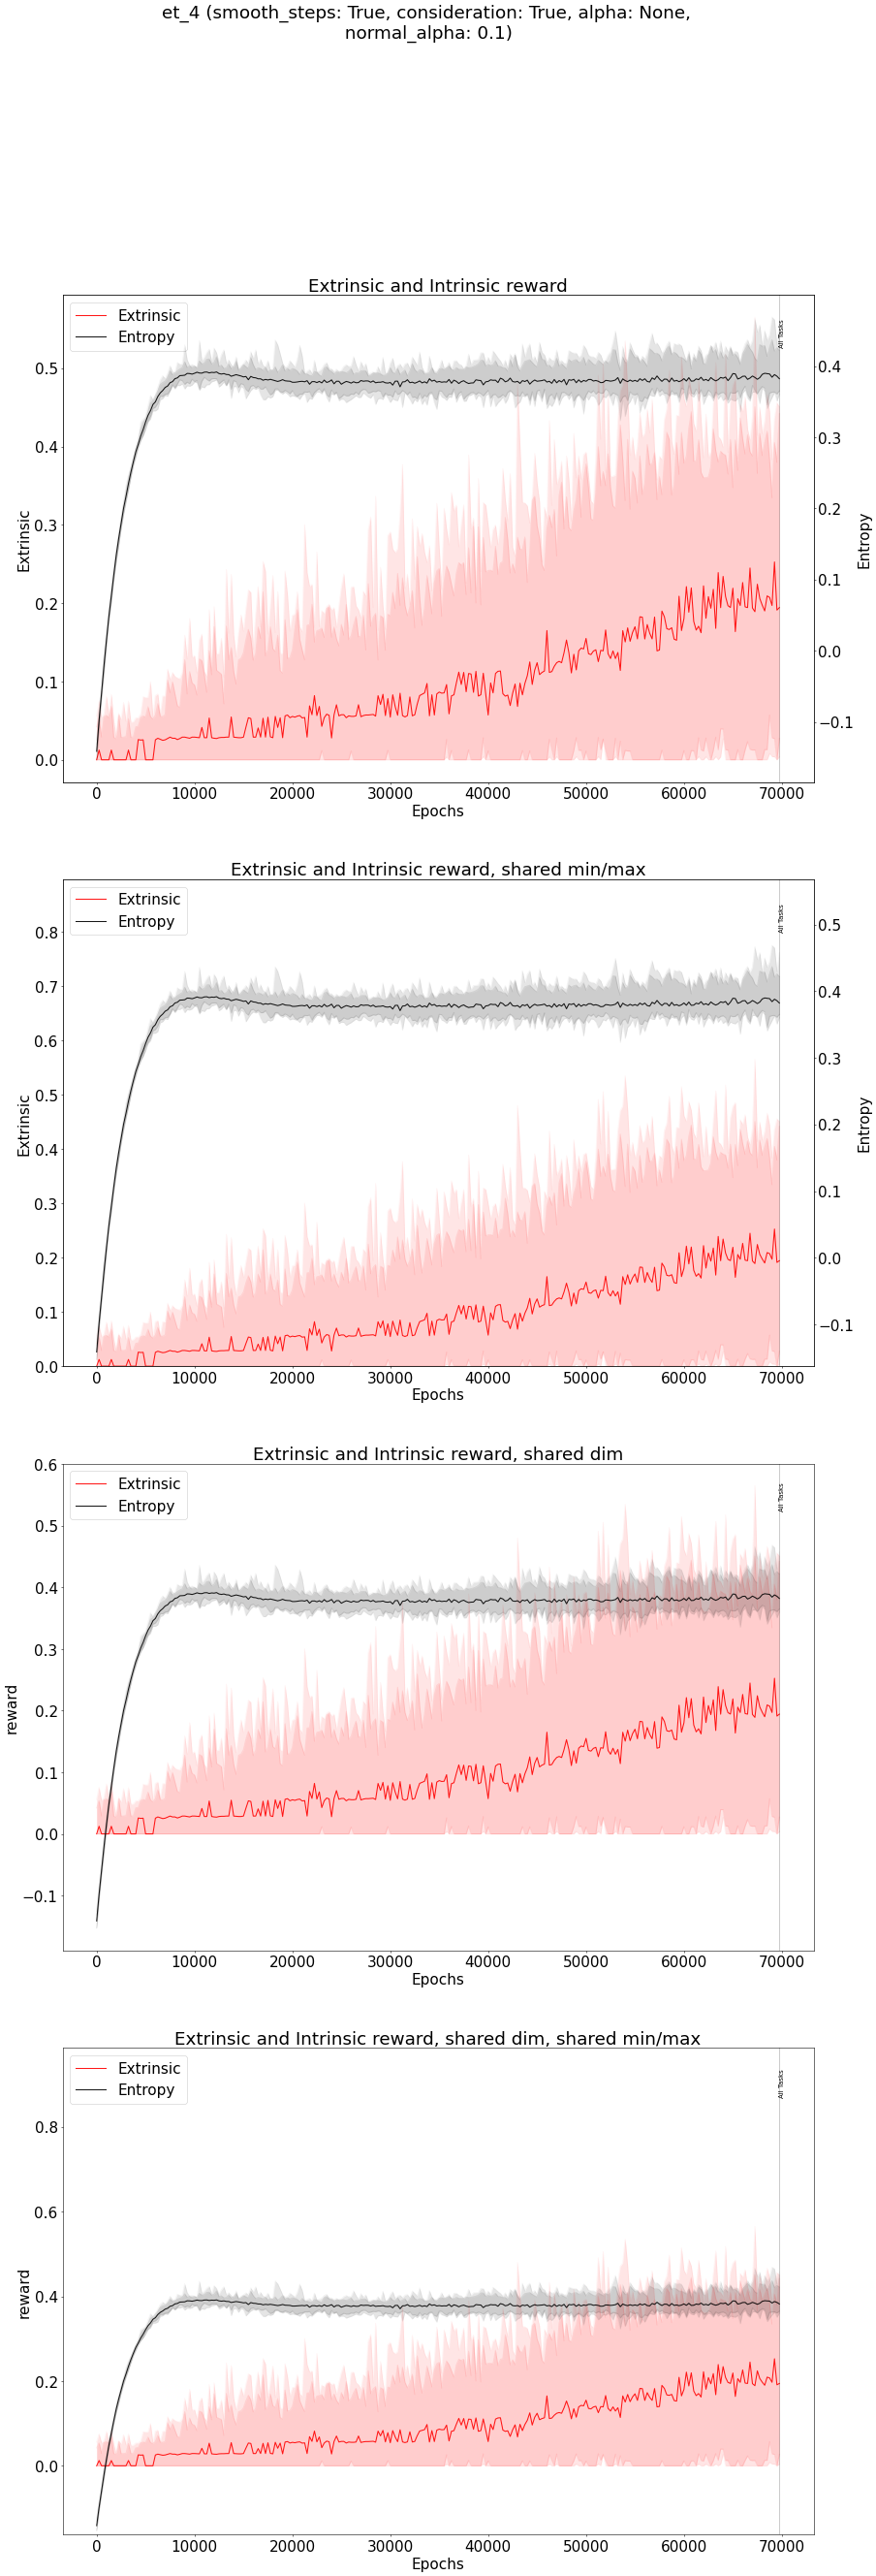 et_4 (smooth_steps: True, consideration: True, alpha: None,
normal_alpha: 0.1)
Extrinsic and Intrinsic reward
Extrinsic
Entropy
All Tasks
0.5
0.4
0.3
0.2
0.1
0.0
Extrinsic
0.4
0.3
0.2
0.1
0.0
−0.1
Entropy
0 10000 20000 30000 40000 50000 60000 70000
Epochs
Extrinsic and Intrinsic reward, shared min/max
Extrinsic
Entropy
All Tasks
0.8
0.7
0.6
0.5
0.4
0.3
0.2
0.1
0.0
Extrinsic
0.5
0.4
0.3
0.2
0.1
0.0
−0.1
Entropy
0 10000 20000 30000 40000 50000 60000 70000
Epochs
Extrinsic and Intrinsic reward, shared dim
Extrinsic
Entropy
All Tasks
0.6
0.5
0.4
0.3
0.2
0.1
0.0
−0.1
reward
0 10000 20000 30000 40000 50000 60000 70000
Epochs
Extrinsic and Intrinsic reward, shared dim, shared min/max
Extrinsic
Entropy
All Tasks
0.8
0.6
0.4
0.2
0.0
reward
0 10000 20000 30000 40000 50000 60000 70000
Epochs